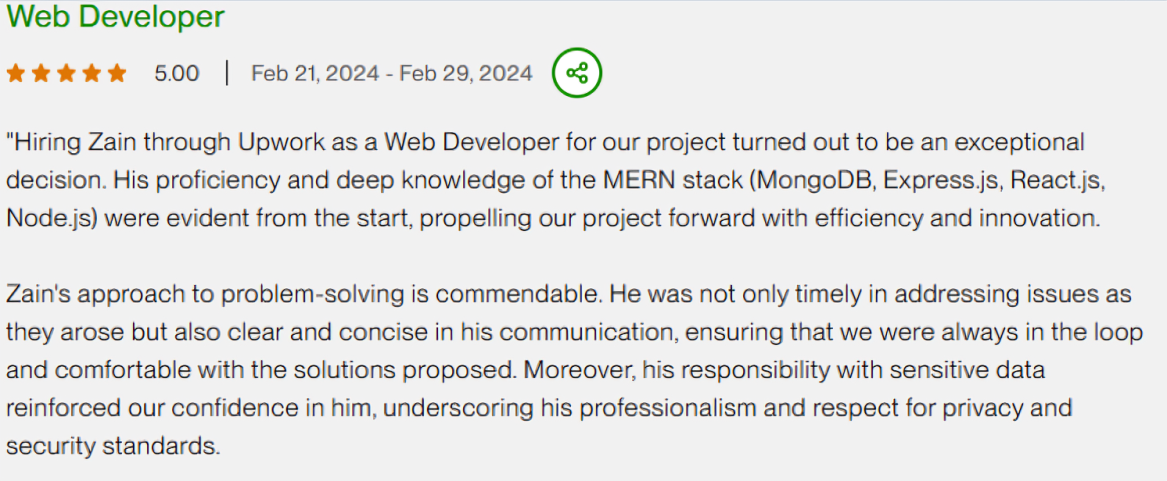 Web Developer
5.00 | Feb 21, 2024 - Feb 29, 2024
"Hiring Zain through Upwork as a Web Developer for our project turned out to be an exceptional
decision. His proficiency and deep knowledge of the MERN stack (MongoDB, Express.js, React.js,
Node.js) were evident from the start, propelling our project forward with efficiency and innovation.
Zain's approach to problem-solving is commendable. He was not only timely in addressing issues as
they arose but also clear and concise in his communication, ensuring that we were always in the loop
and comfortable with the solutions proposed. Moreover, his responsibility with sensitive data
reinforced our confidence in him, underscoring his professionalism and respect for privacy and
security standards.